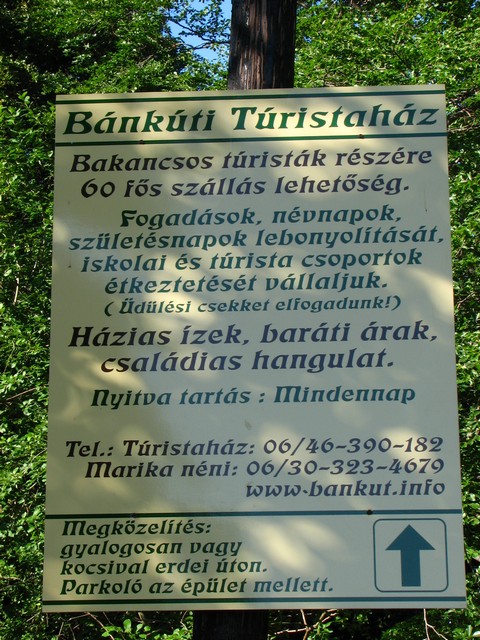 Bánkúti Túristaház
Bakancsos túristák részére
60 fős szállás lehetőség.
Fogadások, névnapok,
születésnapok lebonyolítását,
iskolai és túrista csoportok
étkeztetését vállaljuk.
( Üdülési csekket elfogadunk!)
Házias ízek, baráti árak,
családias hangulat.
Nyitva tartás : Mindennap
Tel.: Túristaház: 06/46-390-182
Marika néni: 06/30-323-4679
www.bankut.info
Megközelítés:
gyalogosan vagy
kocsival erdei úton.
Parkoló az épület mellett.